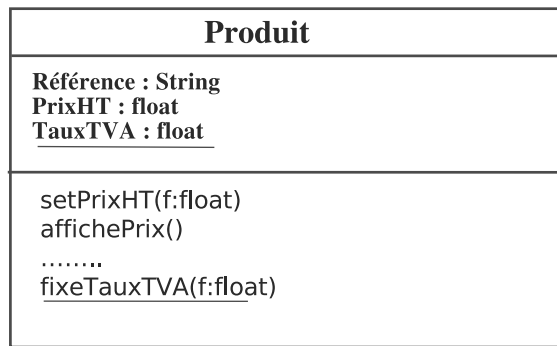 Produit
Référence : String
PrixHT : float
TauxTVA : float
setPrixHT(f:float)
affichePrix()
........
fixeTauxTVA(f:float)